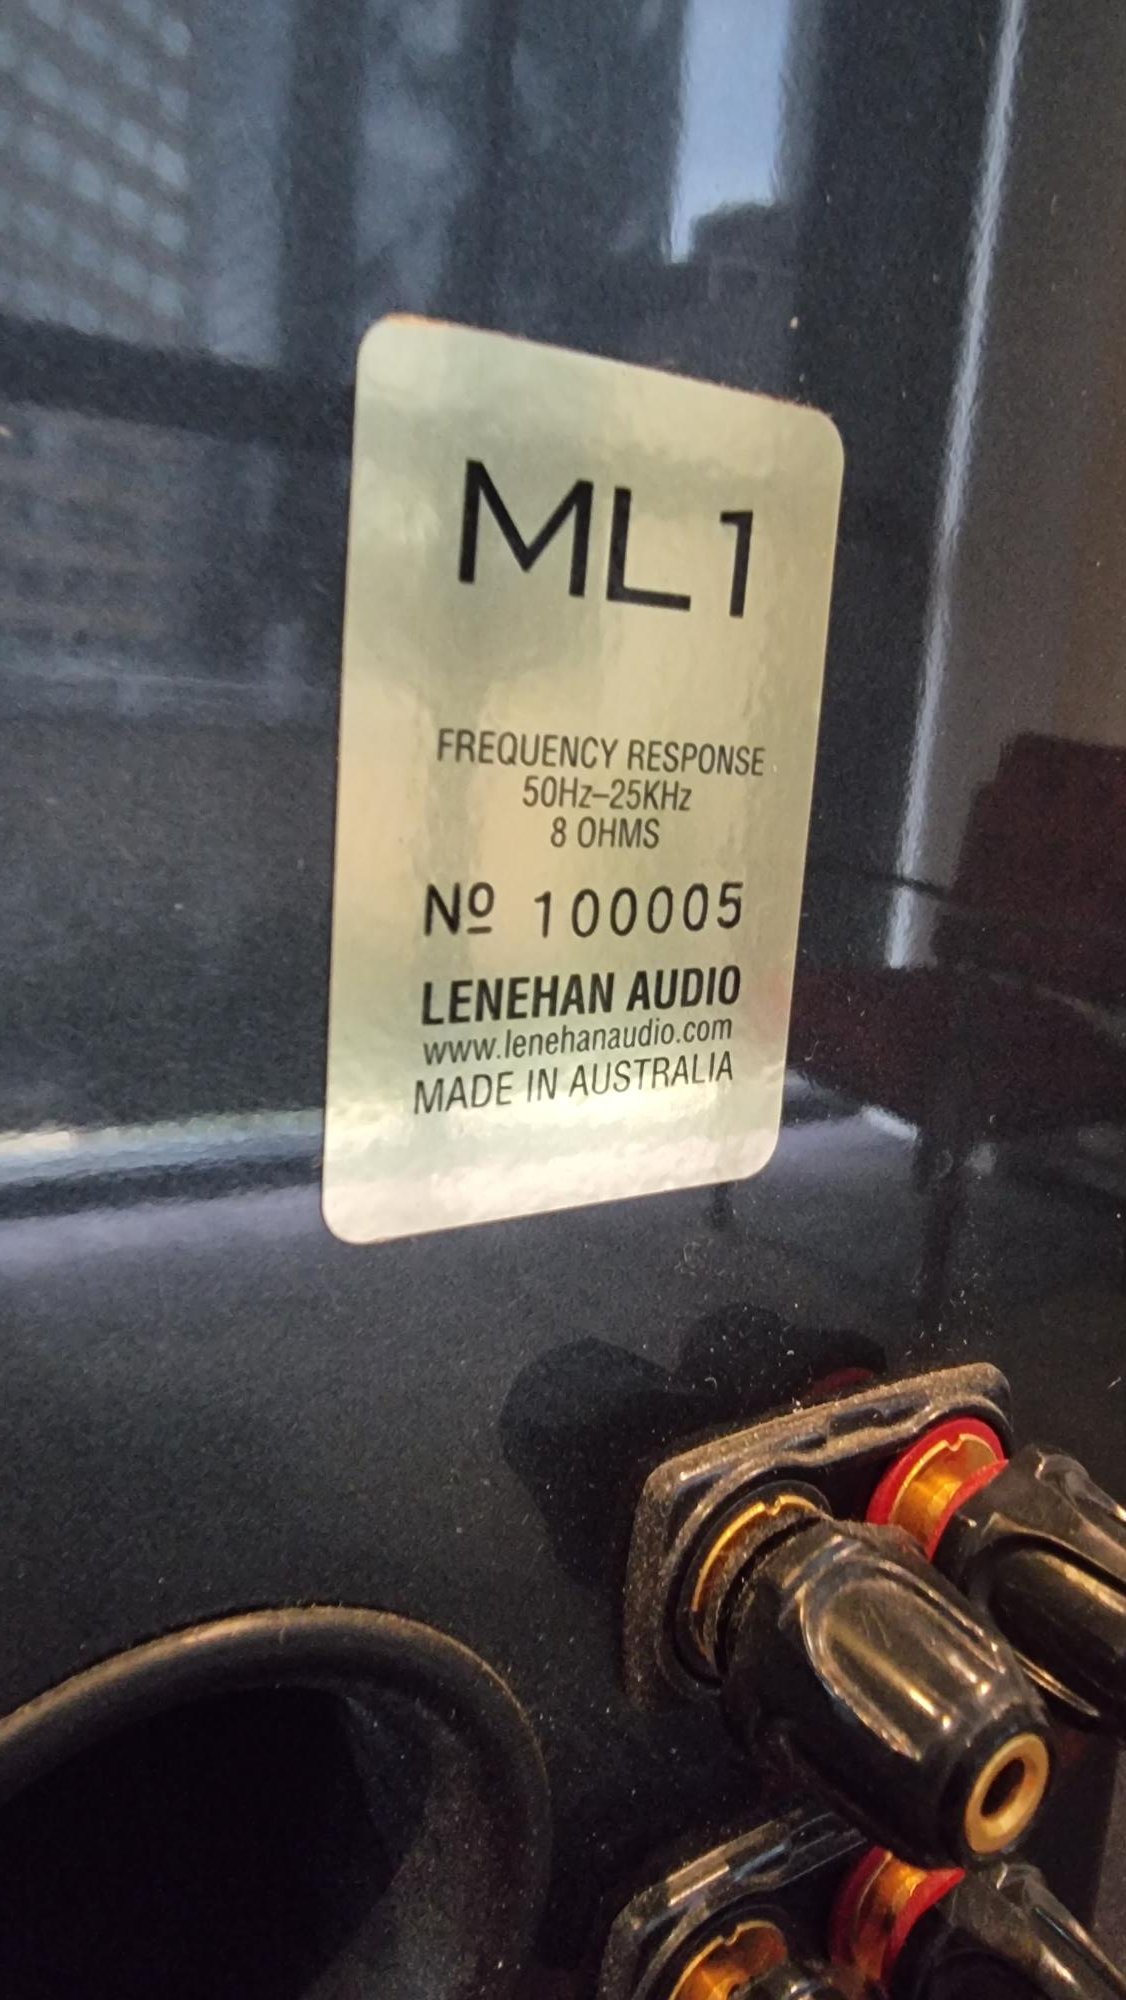 ML1
FREQUENCY RESPONSE
50Hz–25KHz
8 OHMS
Nº 100005
LENEHAN AUDIO
www.lenehanaudio.com
MADE IN AUSTRALIA